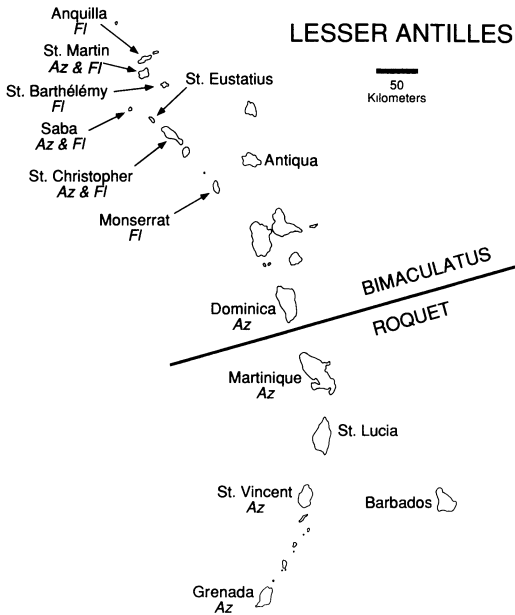 LESSER ANTILLES
50
Kilometers
Anquilla
Fl
St. Martin
Az & Fl
St. Barthélémy
Fl
Saba
Az & Fl
St. Christopher
Az & Fl
Monserrat
Fl
St. Eustatius
Antiqua
Dominica
Az
BIMACULATUS
ROQUET
Martinique
Az
St. Lucia
St. Vincent
Az
Barbados
Grenada
Az